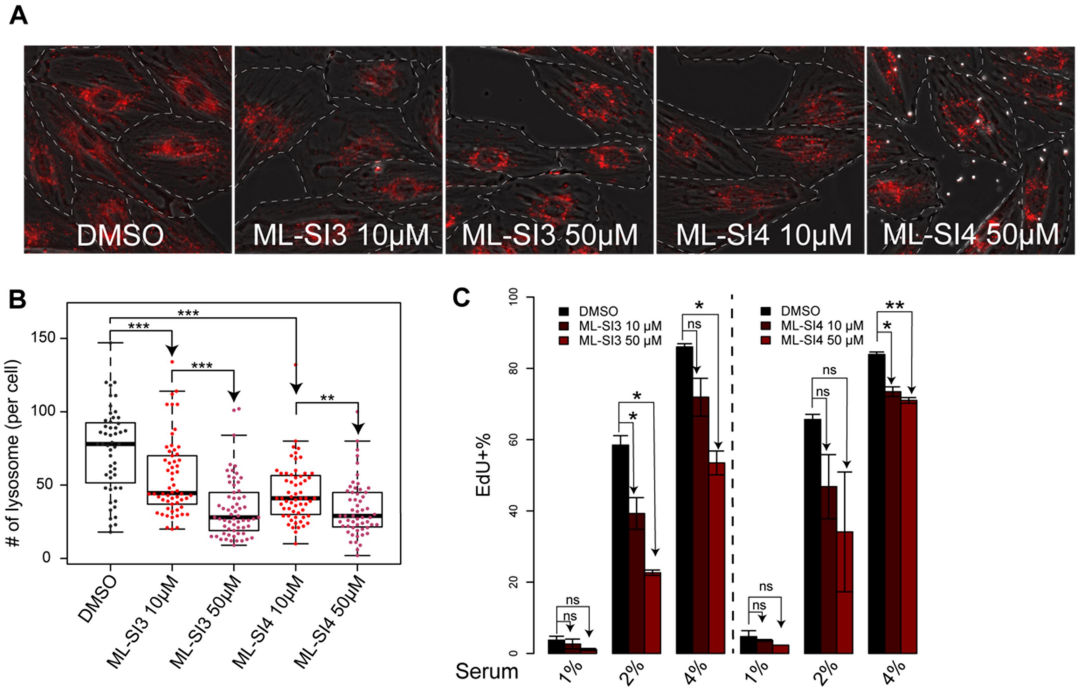 A
DMSO
ML-SI3 10μM
ML-SI3 50μM
ML-SI4 10μM
ML-SI4 50μM
B
# of lysosome (per cell)
150
100
50
0
***
***
***
**
DMSO
ML-SI3 10μM
ML-SI3 50μM
ML-SI4 10μM
ML-SI4 50μM
C
EdU+%
100
80
60
40
20
0
DMSO
ML-SI3 10 μM
ML-SI3 50 μM
DMSO
ML-SI4 10 μM
ML-SI4 50 μM
ns
ns
*
*
*
ns
ns
ns
ns
ns
**
*
Serum
1%
2%
4%
1%
2%
4%